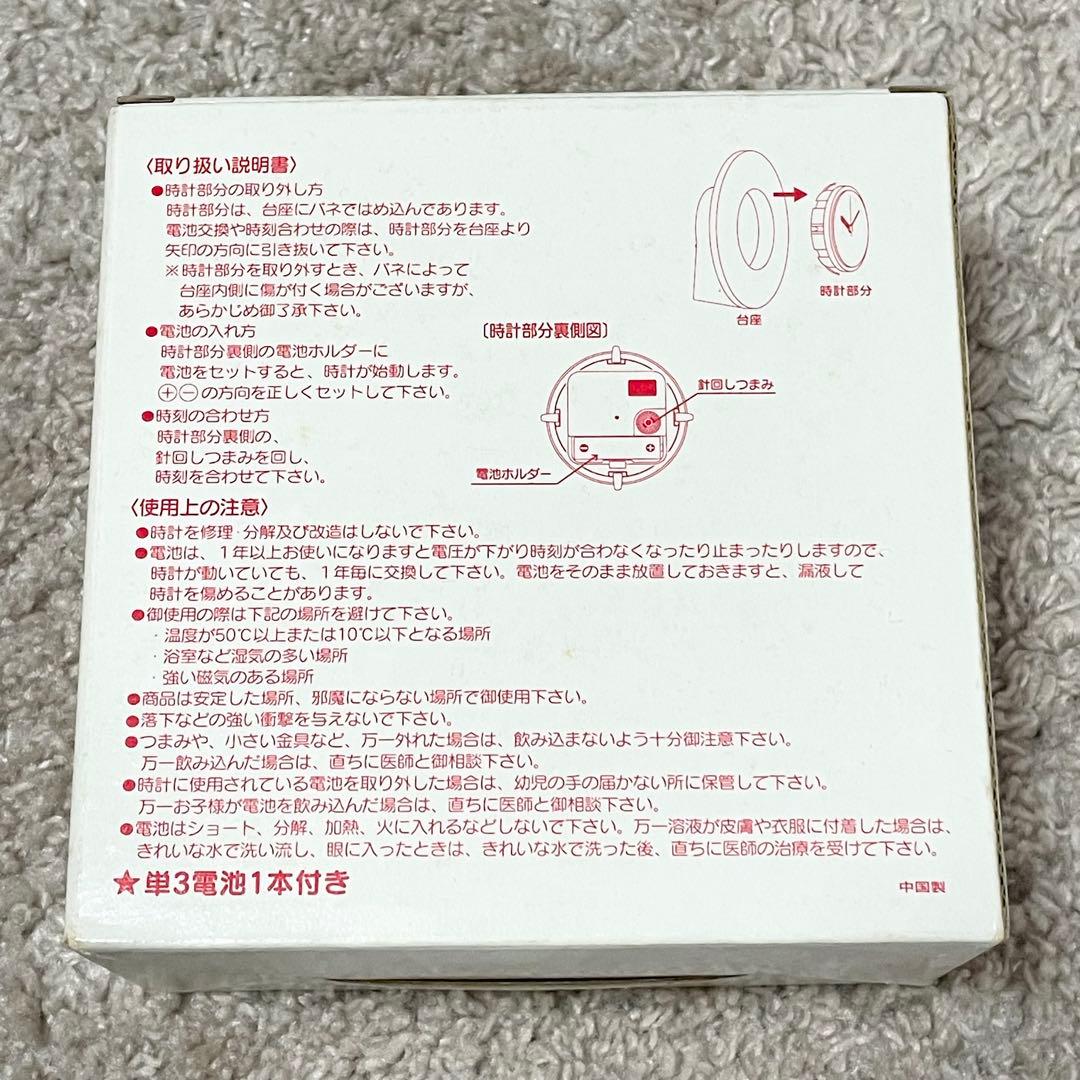 〈取り扱い説明書〉
●時計部分の取り外し方
時計部分は、台座にバネではめ込んであります。
電池交換や時刻合わせの際は、時計部分を台座より
矢印の方向に引き抜いて下さい。
※時計部分を取り外すとき、バネによって
台座内側に傷が付く場合がございますが、
あらかじめ御了承下さい。
台座
時計部分
●電池の入れ方
時計部分裏側の電池ホルダーに
電池をセットすると、時計が始動します。
⊕⊖の方向を正しくセットして下さい。
●時刻の合わせ方
時計部分裏側の、
針回しつまみを回し、
時刻を合わせて下さい。
〔時計部分裏側図〕
針回しつまみ
⊖ +
電池ホルダー
〈使用上の注意〉
●時計を修理・分解及び改造はしないで下さい。
●電池は、1年以上お使いになりますと電圧が下がり時刻が合わなくなったり止まったりしますので、
時計が動いていても、1年毎に交換して下さい。電池をそのまま放置しておきますと、漏液して
時計を傷めることがあります。
●御使用の際は下記の場所を避けて下さい。
・温度が50℃以上または10℃以下となる場所
・浴室など湿気の多い場所
・強い磁気のある場所
●商品は安定した場所、邪魔にならない場所で御使用下さい。
●落下などの強い衝撃を与えないで下さい。
●つまみや、小さい金具など、万一外れた場合は、飲み込まないよう十分御注意下さい。
万一飲み込んだ場合は、直ちに医師と御相談下さい。
●時計に使用されている電池を取り外した場合は、幼児の手の届かない所に保管して下さい。
万一お子様が電池を飲み込んだ場合は、直ちに医師と御相談下さい。
●電池はショート、分解、加熱、火に入れるなどしないで下さい。万一溶液が皮膚や衣服に付着した場合は、
きれいな水で洗い流し、眼に入ったときは、きれいな水で洗った後、直ちに医師の治療を受けて下さい。
★単3電池1本付き
中国製